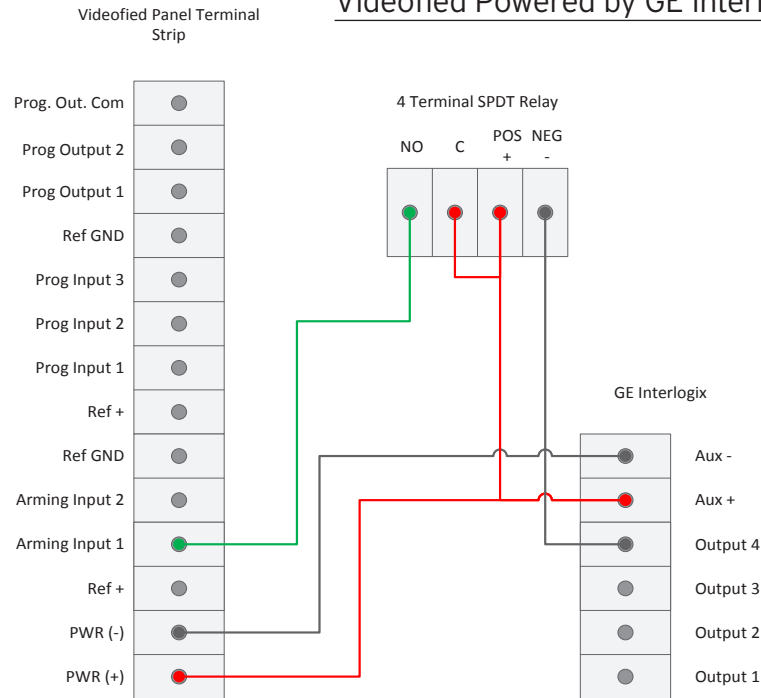 Videofied Powered by GE Inter
Videofied Panel Terminal
Strip
Prog. Out. Com
Prog Output 2
Prog Output 1
Ref GND
Prog Input 3
Prog Input 2
Prog Input 1
Ref +
Ref GND
Arming Input 2
Arming Input 1
Ref +
PWR (-)
PWR (+)
4 Terminal SPDT Relay
NO C POS NEG
+ -
GE Interlogix
Aux -
Aux +
Output 4
Output 3
Output 2
Output 1